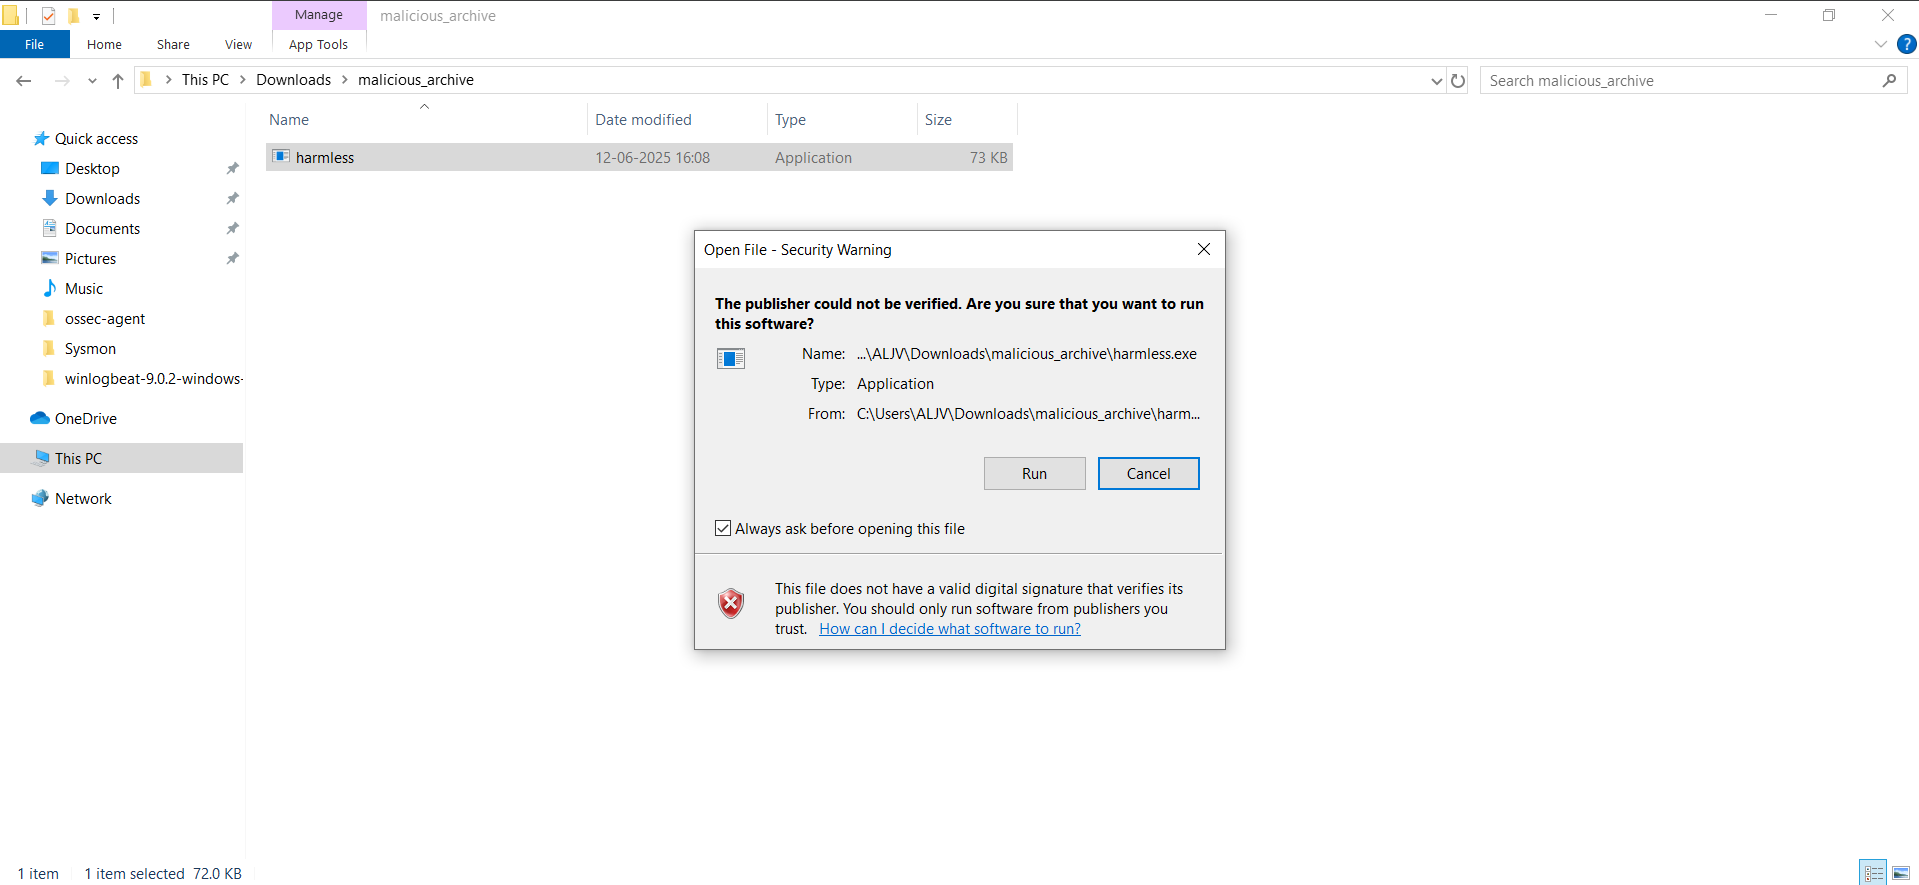 Manage
malicious_archive
File
Home
Share
View
App Tools
?
This PC
Downloads
malicious_archive
Search malicious_archive
Name
Date modified
Type
Size
harmless
12-06-2025 16:08
Application
73 KB
Quick access
Desktop
Downloads
Documents
Pictures
Music
ossec-agent
Sysmon
winlogbeat-9.0.2-windows-
OneDrive
This PC
Network
Open File - Security Warning
The publisher could not be verified. Are you sure that you want to run
this software?
Name: ...\ALJV\Downloads\malicious_archive\harmless.exe
Type: Application
From: C:\Users\ALJV\Downloads\malicious_archive\harm...
Run
Cancel
Always ask before opening this file
This file does not have a valid digital signature that verifies its
publisher. You should only run software from publishers you
trust. How can I decide what software to run?
1 item
1 item selected 72.0 KB